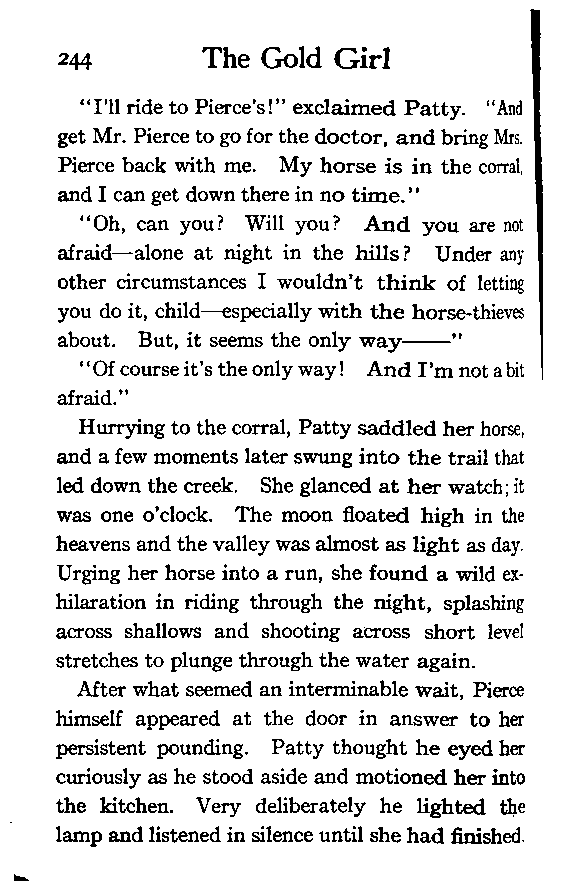 244 The Gold Girl
"I'll ride to Pierce's!" exclaimed Patty. "And
get Mr. Pierce to go for the doctor, and bring Mrs.
Pierce back with me. My horse is in the corral,
and I can get down there in no time."
"Oh, can you? Will you? And you are not
afraid—alone at night in the hills? Under any
other circumstances I wouldn't think of letting
you do it, child—especially with the horse-thieves
about. But, it seems the only way——"
"Of course it's the only way! And I'm not a bit
afraid."
Hurrying to the corral, Patty saddled her horse,
and a few moments later swung into the trail that
led down the creek. She glanced at her watch; it
was one o'clock. The moon floated high in the
heavens and the valley was almost as light as day.
Urging her horse into a run, she found a wild ex-
hilaration in riding through the night, splashing
across shallows and shooting across short level
stretches to plunge through the water again.
After what seemed an interminable wait, Pierce
himself appeared at the door in answer to her
persistent pounding. Patty thought he eyed her
curiously as he stood aside and motioned her into
the kitchen. Very deliberately he lighted the
lamp and listened in silence until she had finished.